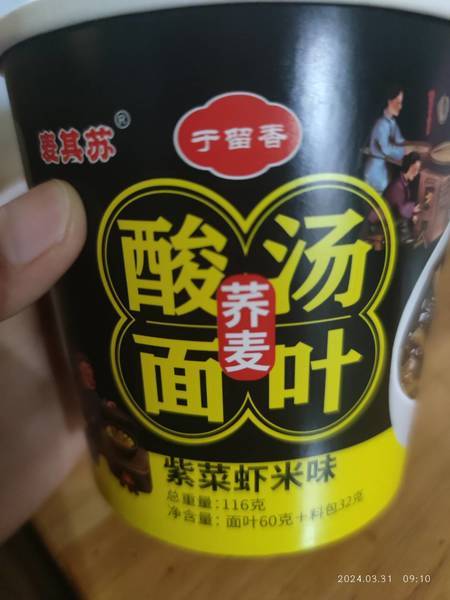 麦其苏®
于留香
酸汤
荞麦
面叶
紫菜虾米味
总重量:116克
净含量:面叶60克+料包32克
2024.03.31 09:10